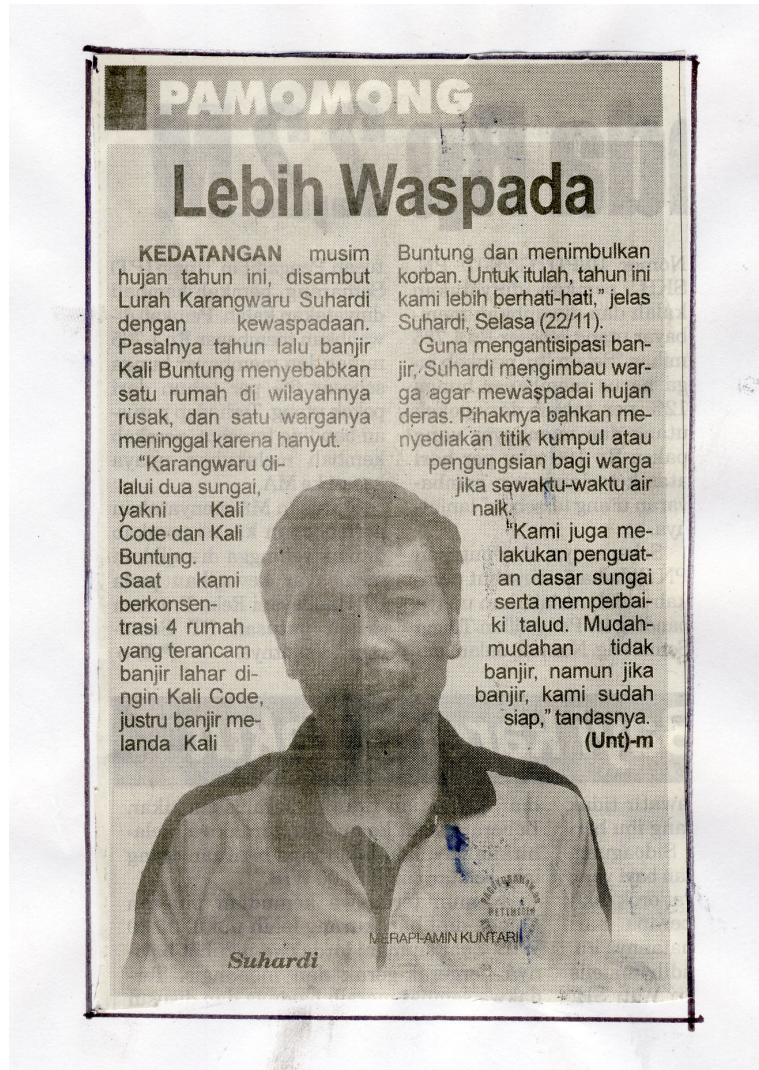 PAMOMONG
Lebih Waspada
KEDATANGAN musim
hujan tahun ini, disambut
Lurah Karangwaru Suhardi
dengan kewaspadaan.
Pasalnya tahun lalu banjir
Kali Buntung menyebabkan
satu rumah di wilayahnya
rusak, dan satu warganya
meninggal karena hanyut.
"Karangwaru di-
lalui dua sungai,
yakni Kali
Code dan Kali
Buntung.
Saat kami
berkonsen-
trasi 4 rumah
yang terancam
banjir lahar di-
ngin Kali Code,
justru banjir me-
landa Kali
Buntung dan menimbulkan
korban. Untuk itulah, tahun ini
kami lebih berhati-hati," jelas
Suhardi, Selasa (22/11).
Guna mengantisipasi ban-
jir, Suhardi mengimbau war-
ga agar mewaspadai hujan
deras. Pihaknya bahkan me-
nyediakan titik kumpul atau
pengungsian bagi warga
jika sewaktu-waktu air
naik.
"Kami juga me-
lakukan penguat-
an dasar sungai
serta memperbai-
ki talud. Mudah-
mudahan tidak
banjir, namun jika
banjir, kami sudah
siap," tandasnya.
(Unt)-m
MERAPI-AMIN KUNTARI
Suhardi